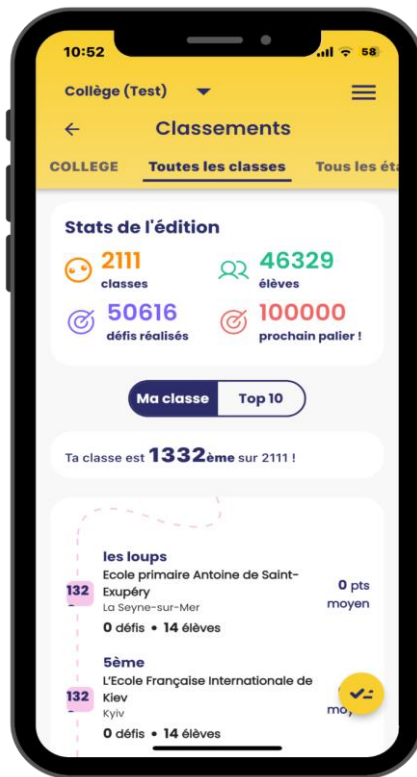 10:52
58
Collège (Test)
Classements
COLLEGE Toutes les classes Tous les éta
Stats de l'édition
2111
classes
46329
élèves
50616
défis réalisés
100000
prochain palier !
Ma classe Top 10
Ta classe est 1332ème sur 2111 !
les loups
Ecole primaire Antoine de Saint-
Exupéry
La Seyne-sur-Mer
0 défis • 14 élèves
132
0 pts
moyen
5ème
L'Ecole Française Internationale de
Kiev
Kyiv
0 défis • 14 élèves
132